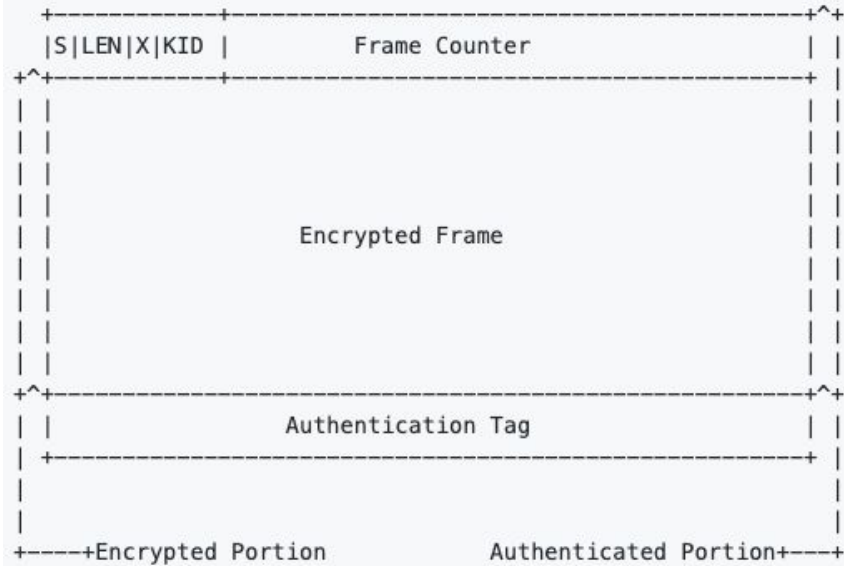 |S|LEN|X|KID | Frame Counter
Encrypted Frame
Authentication Tag
Encrypted Portion Authenticated Portion